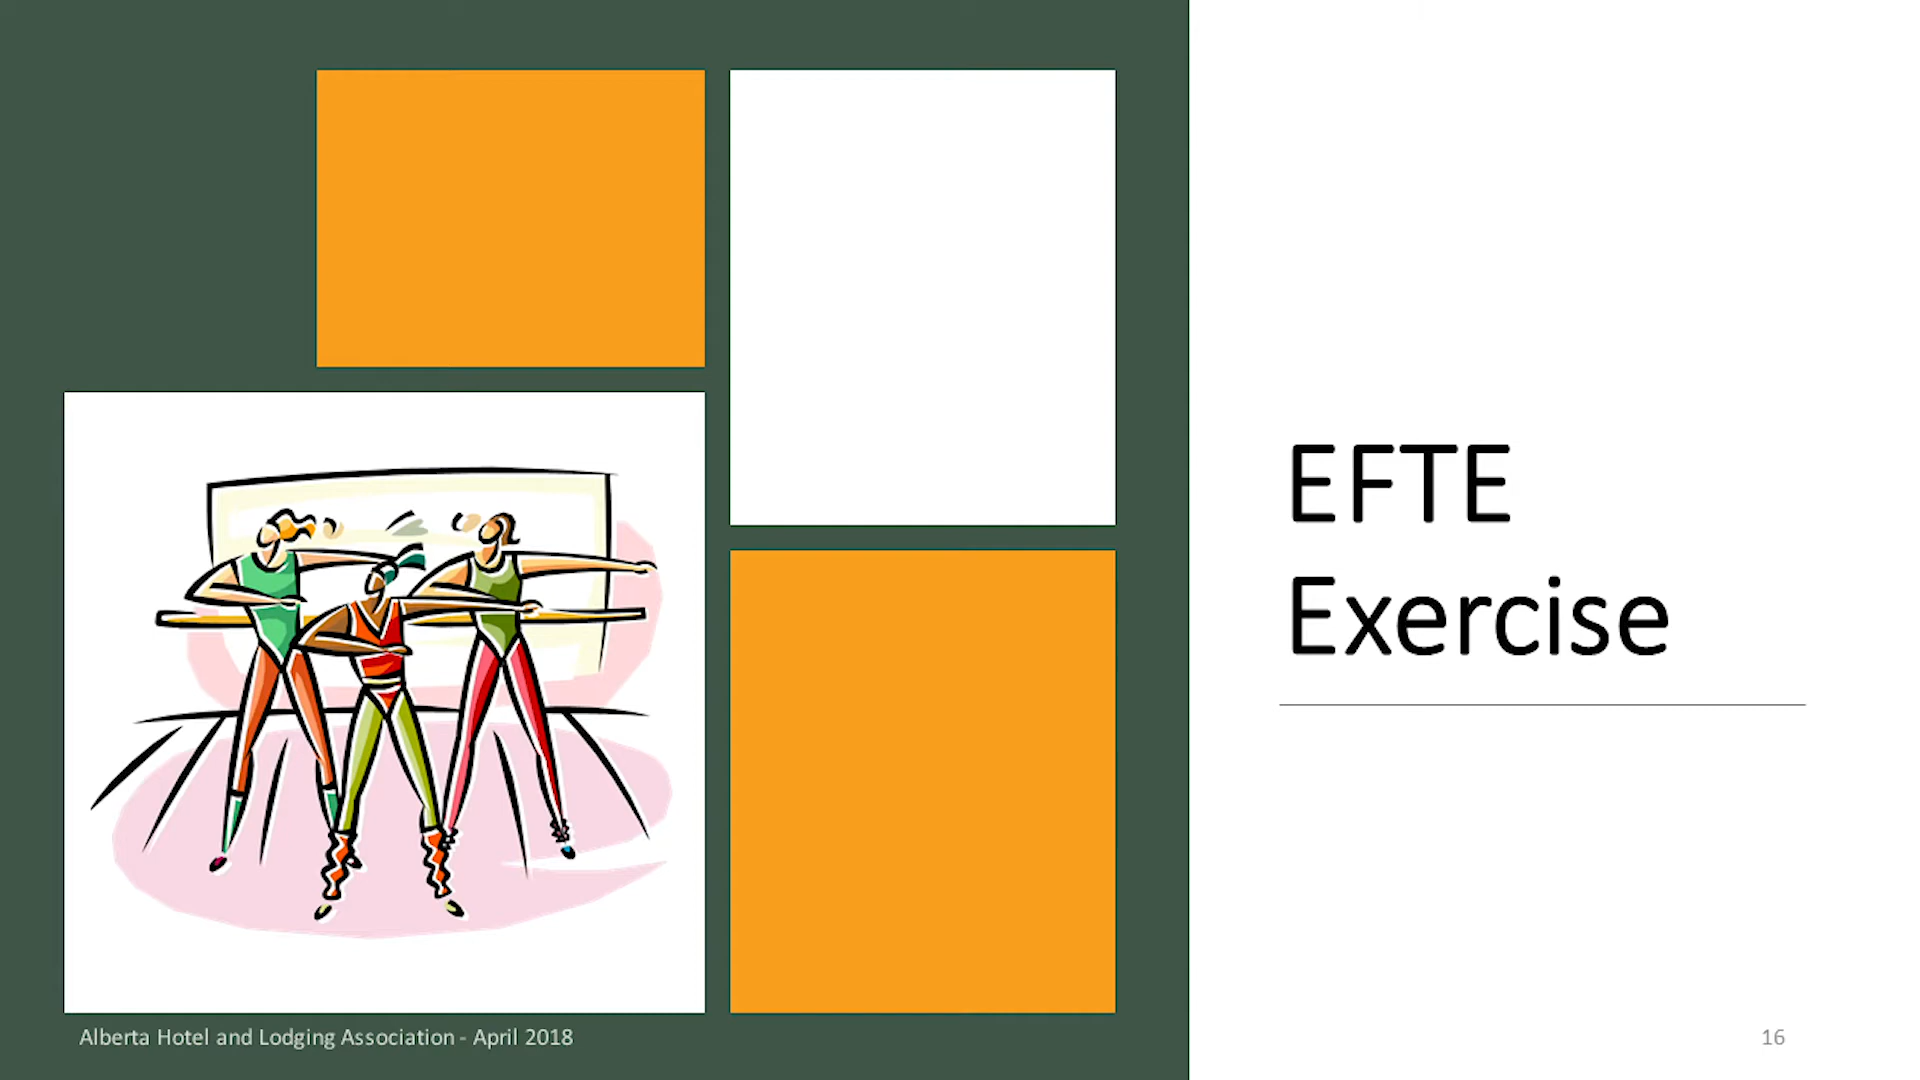 EFTE
Exercise
Alberta Hotel and Lodging Association - April 2018
16